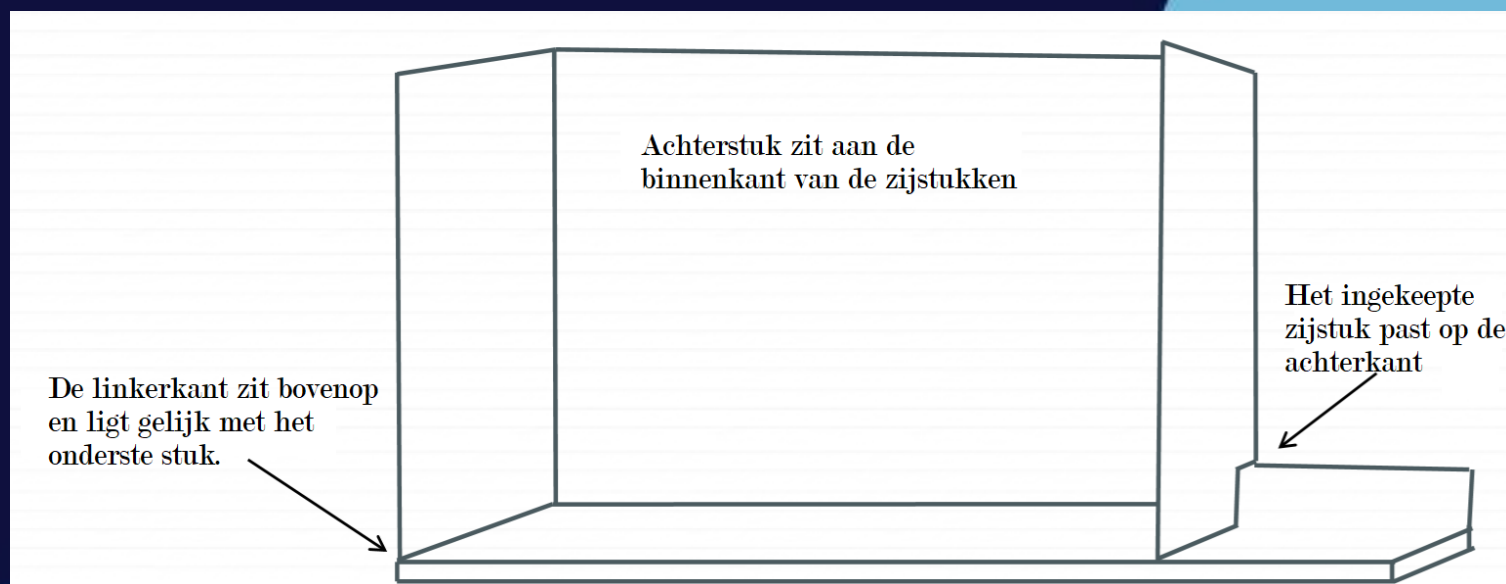 Achterstuk zit aan de
binnenkant van de zijstukken
Het ingekeepte
zijstuk past op de
achterkant
De linkerkant zit bovenop
en ligt gelijk met het
onderste stuk.